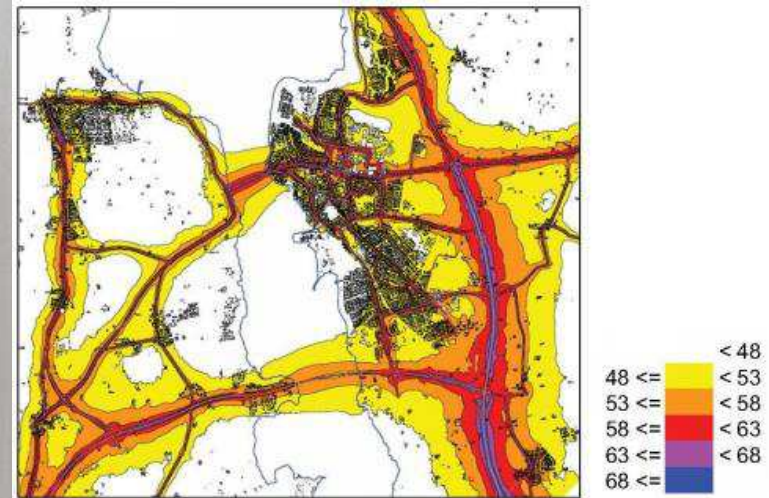 < 48
48 <= < 53
53 <= < 58
58 <= < 63
63 <= < 68
68 <=